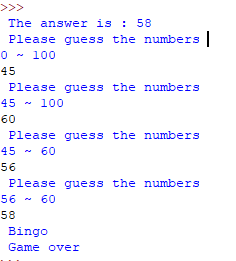 >>>
The answer is : 58
Please guess the numbers
0 ~ 100
45
Please guess the numbers
45 ~ 100
60
Please guess the numbers
45 ~ 60
56
Please guess the numbers
56 ~ 60
58
Bingo
Game over